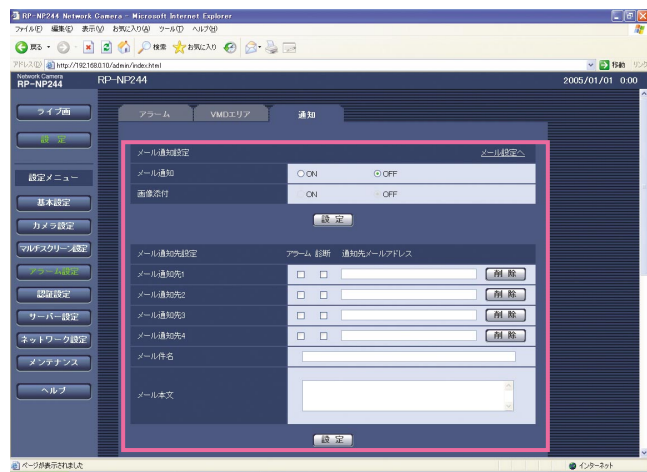 RP-NP244 Network Camera - Microsoft Internet Explorer
ファイル(F) 編集(E) 表示(V) お気に入り(A) ツール(T) ヘルプ(H)
戻る 検索 お気に入り
アドレス(D) http://192.168.0.10/admin/index.html 移動 リンク
Network Camera
RP-NP244
RP-NP244
2005/01/01 0:00
ライブ画
設 定
設定メニュー
基本設定
カメラ設定
マルチスクリーン設定
アラーム設定
認証設定
サーバー設定
ネットワーク設定
メンテナンス
ヘルプ
アラーム VMDエリア 通知
メール通知設定 メール設定へ
メール通知 ON OFF
画像添付 ON OFF
設 定
メール通知先設定 アラーム 診断 通知先メールアドレス
メール通知先1 削 除
メール通知先2 削 除
メール通知先3 削 除
メール通知先4 削 除
メール件名
メール本文
設 定
ページが表示されました インターネット